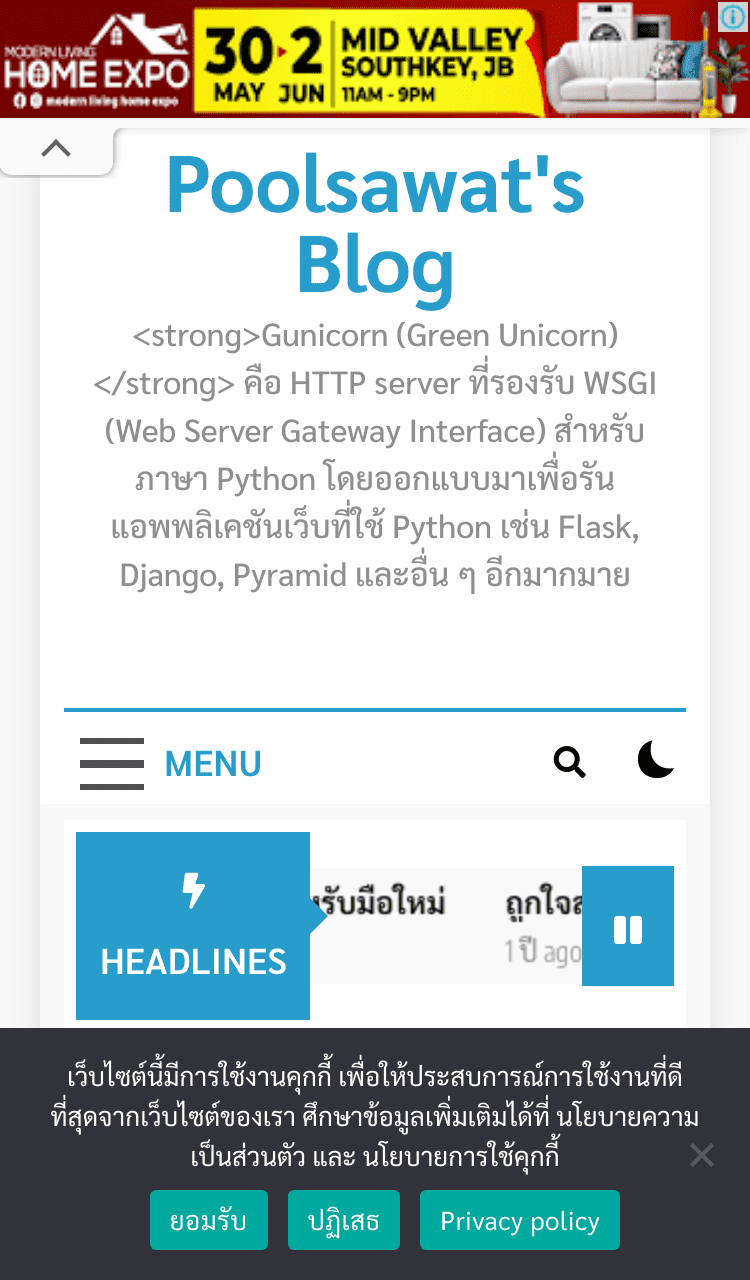 MODERN LIVING
HOME EXPO
modern living home expo
30 2
MAY JUN
MID VALLEY
SOUTHKEY, JB
11AM - 9PM
Poolsawat's
Blog
<strong>Gunicorn (Green Unicorn)
</strong> คือ HTTP server ที่รองรับ WSGI
(Web Server Gateway Interface) สำหรับ
ภาษา Python โดยออกแบบมาเพื่อรัน
แอพพลิเคชันเว็บที่ใช้ Python เช่น Flask,
Django, Pyramid และอื่น ๆ อีกมากมาย
MENU
HEADLINES
รับมือใหม่
ถูกใจ
1 ปี ago
เว็บไซต์นี้มีการใช้งานคุกกี้ เพื่อให้ประสบการณ์การใช้งานที่ดี
ที่สุดจากเว็บไซต์ของเรา ศึกษาข้อมูลเพิ่มเติมได้ที่ นโยบายความ
เป็นส่วนตัว และ นโยบายการใช้คุกกี้
ยอมรับ
ปฏิเสธ
Privacy policy